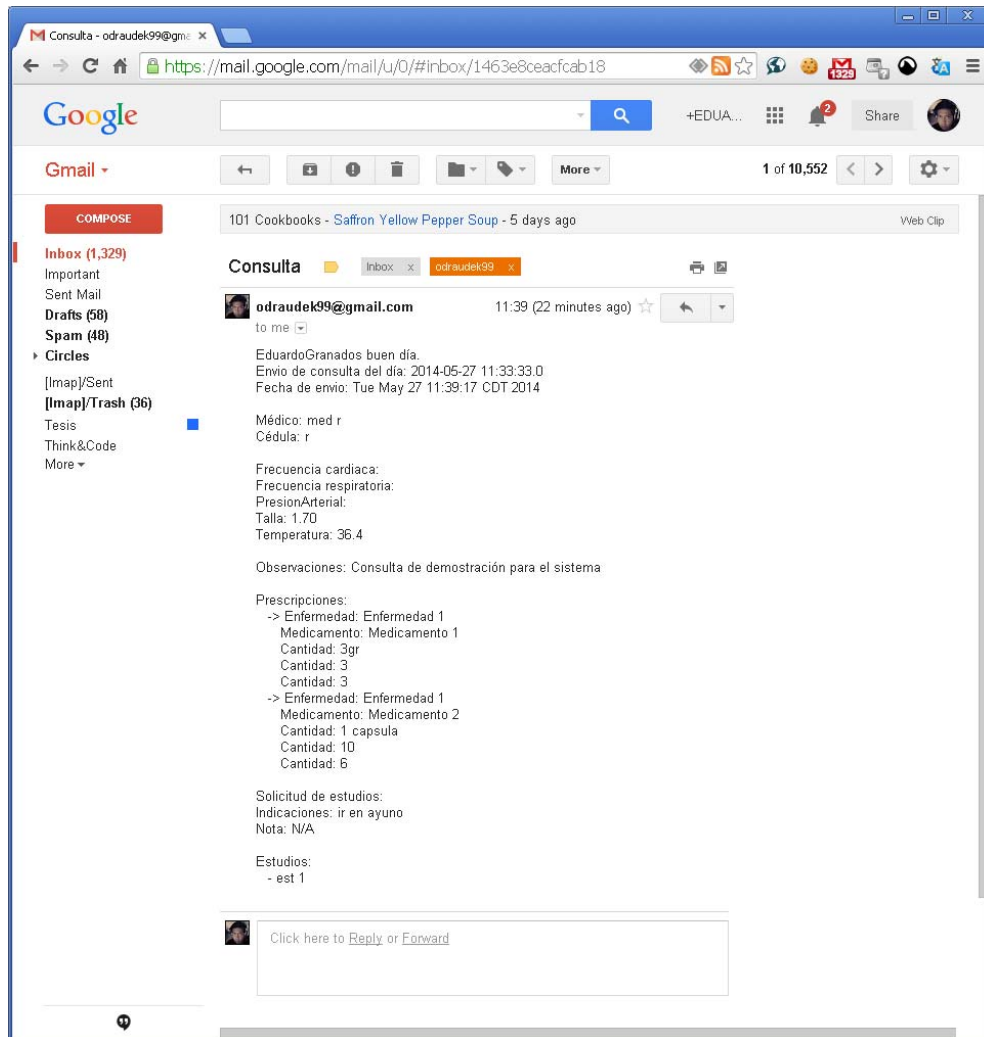 Consulta - odraudek99@gma
https://mail.google.com/mail/u/0/#inbox/1463e8ceacfcab18
1329
Google
+EDUA...
2
Share
Gmail
More
1 of 10,552
COMPOSE
101 Cookbooks - Saffron Yellow Pepper Soup - 5 days ago
Web Clip
Inbox (1,329)
Important
Sent Mail
Drafts (58)
Spam (48)
Circles
[Imap]/Sent
[Imap]/Trash (36)
Tesis
Think&Code
More
Consulta
Inbox x
odraudek99 x
odraudek99@gmail.com
11:39 (22 minutes ago)
to me
EduardoGranados buen día.
Envio de consulta del día: 2014-05-27 11:33:33.0
Fecha de envio: Tue May 27 11:39:17 CDT 2014
Médico: med r
Cédula: r
Frecuencia cardiaca:
Frecuencia respiratoria:
PresionArterial:
Talla: 1.70
Temperatura: 36.4
Observaciones: Consulta de demostración para el sistema
Prescripciones:
-> Enfermedad: Enfermedad 1
Medicamento: Medicamento 1
Cantidad: 3gr
Cantidad: 3
Cantidad: 3
-> Enfermedad: Enfermedad 1
Medicamento: Medicamento 2
Cantidad: 1 capsula
Cantidad: 10
Cantidad: 6
Solicitud de estudios:
Indicaciones: ir en ayuno
Nota: N/A
Estudios:
- est 1
Click here to Reply or Forward